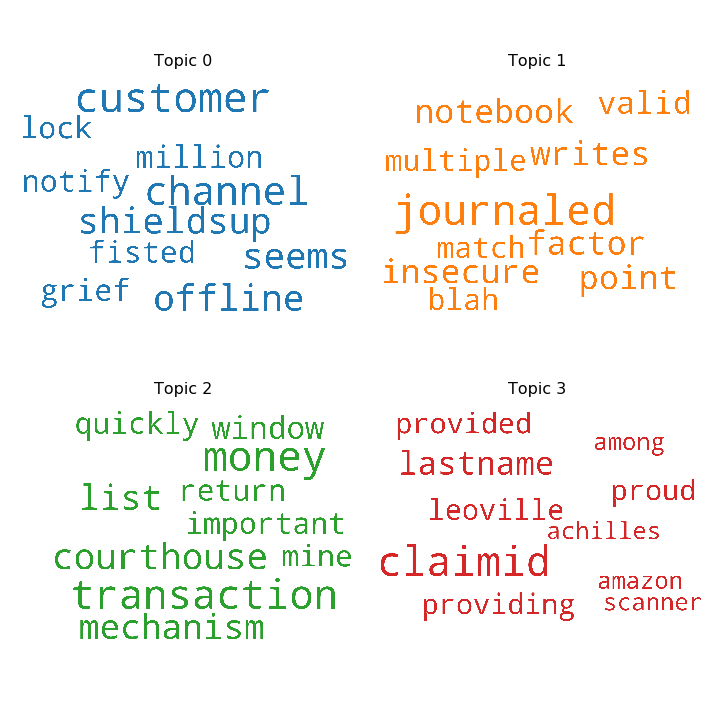 Topic 0
customer
lock
million
notify
channel
shieldsup
fisted
seems
grief
offline
Topic 1
notebook
valid
multiple
writes
journaled
match
factor
insecure
point
blah
Topic 2
quickly
window
money
list
return
important
courthouse
mine
transaction
mechanism
Topic 3
provided
among
lastname
proud
leoville
achilles
claimid
amazon
providing
scanner